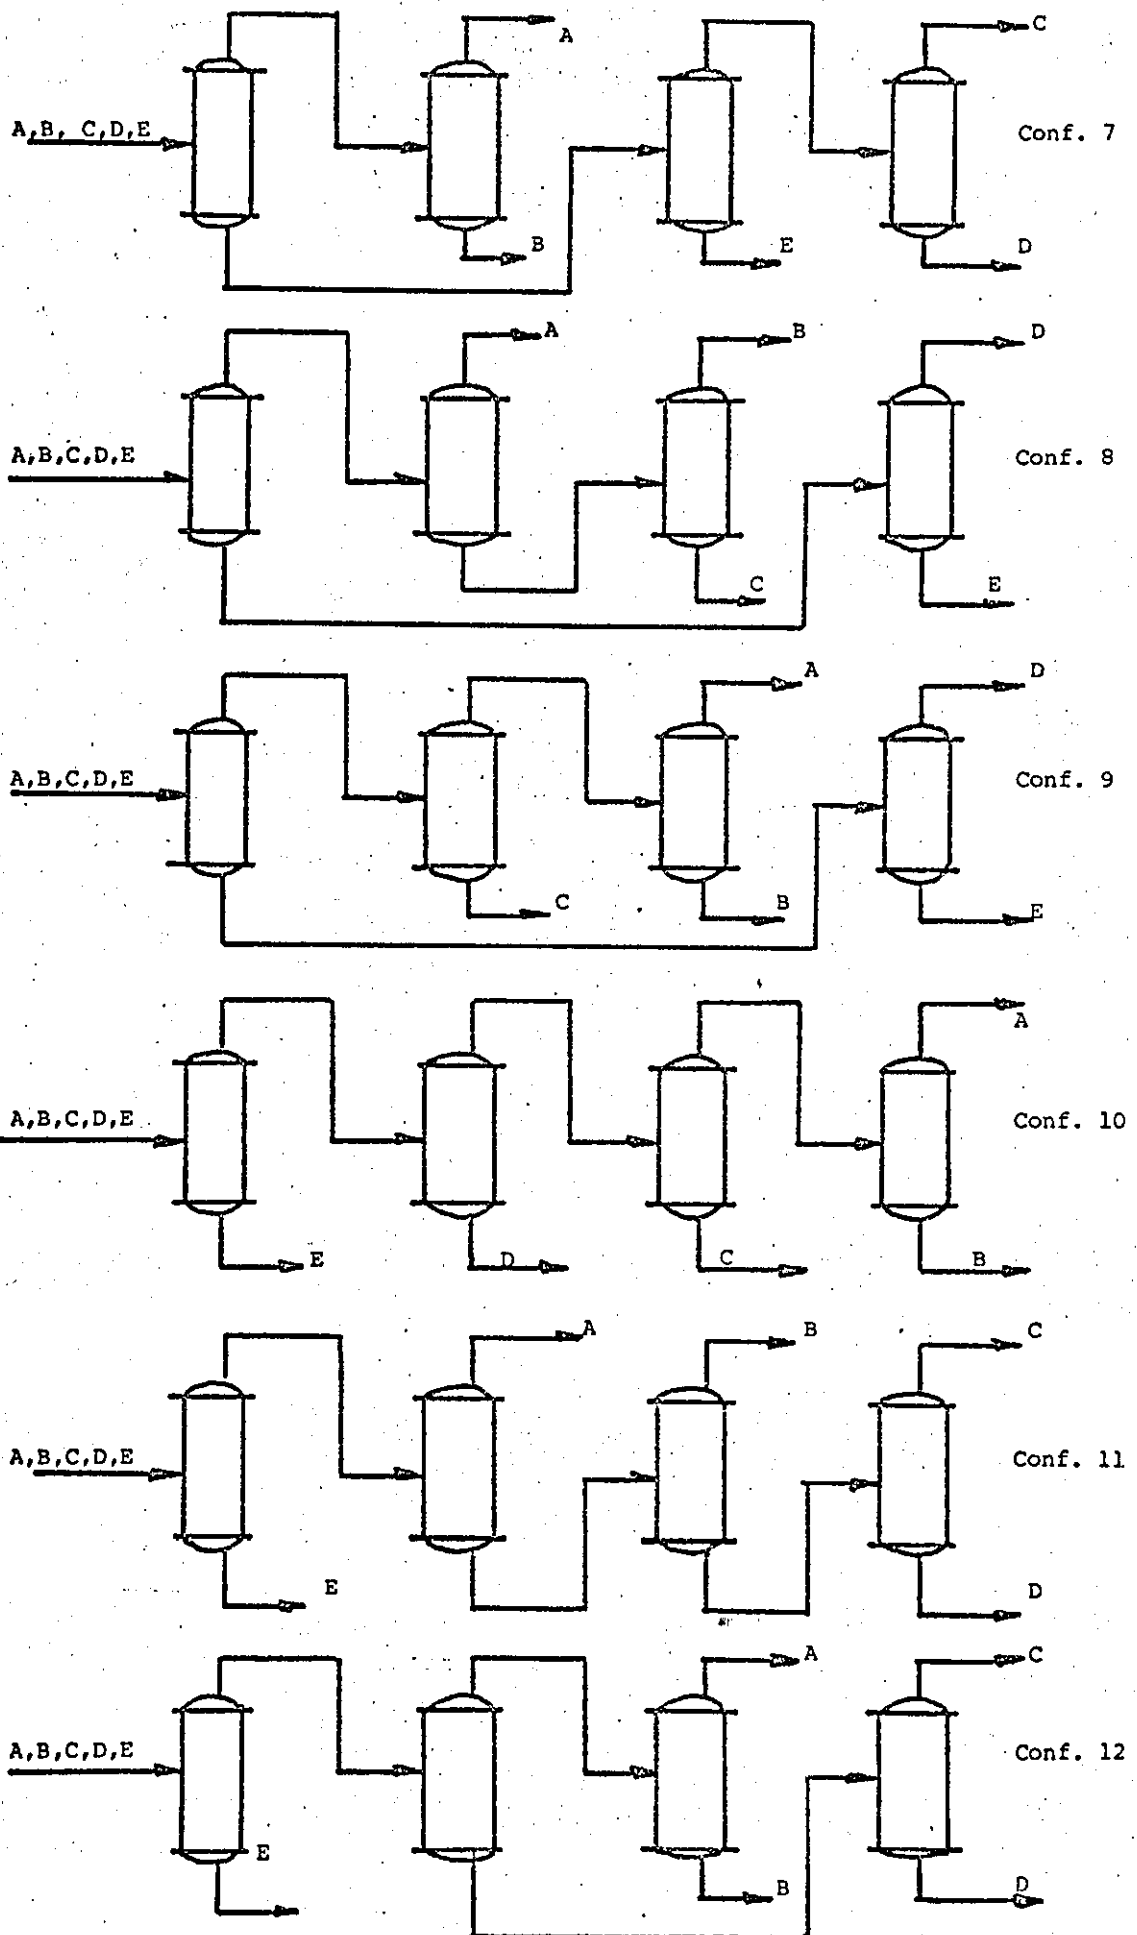 A
C
A,B, C,D,E
Conf. 7
B
E
D
A
B
D
A,B,C,D,E
Conf. 8
C
E
A
D
A,B,C,D,E
Conf. 9
C
B
E
A
A,B,C,D,E
Conf. 10
E
D
C
B
A
B
C
A,B,C,D,E
Conf. 11
E
D
A
C
A,B,C,D,E
Conf. 12
E
B
D